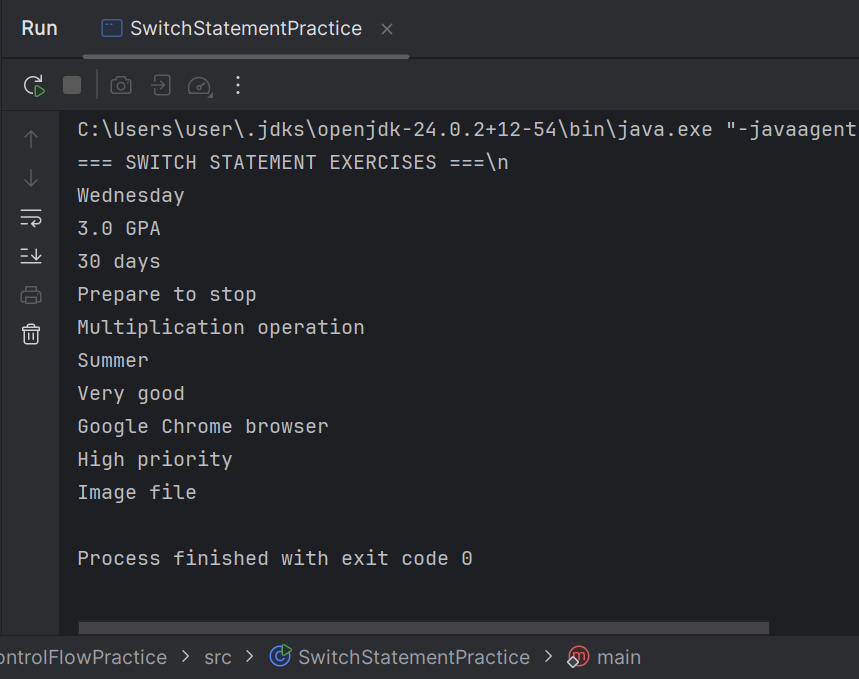 Run SwitchStatementPractice
C:\Users\user\.jdks\openjdk-24.0.2+12-54\bin\java.exe "-javaagent
=== SWITCH STATEMENT EXERCISES ===\n
Wednesday
3.0 GPA
30 days
Prepare to stop
Multiplication operation
Summer
Very good
Google Chrome browser
High priority
Image file
Process finished with exit code 0
ontrolFlowPractice > src > SwitchStatementPractice > main